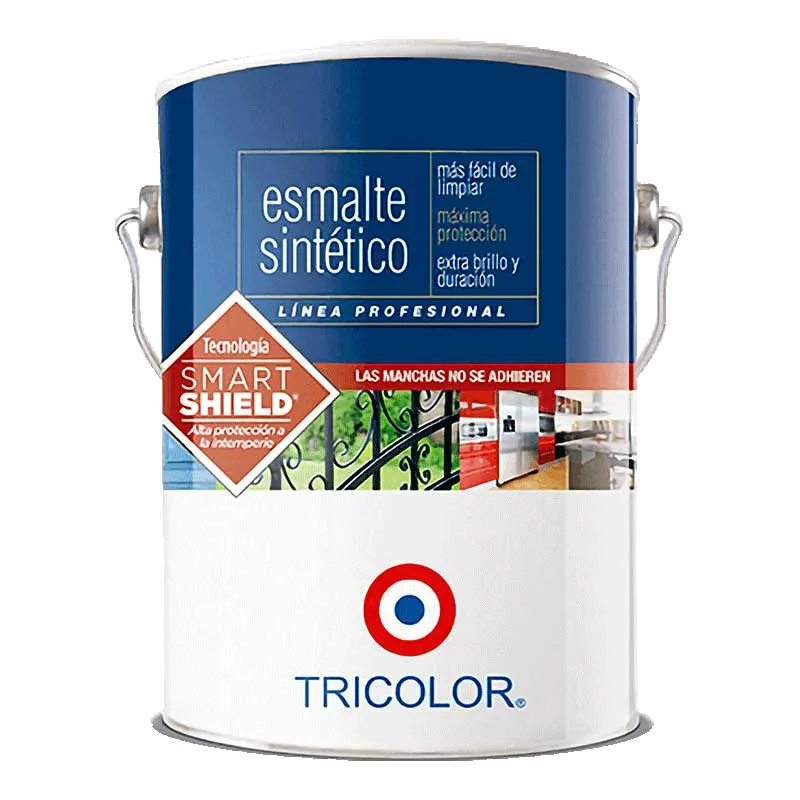 esmalte
sintético
más fácil de
limpiar
máxima
protección
extra brillo y
duración
LÍNEA PROFESIONAL
Tecnología
SMART
SHIELD®
Alta protección a
la intemperie
LAS MANCHAS NO SE ADHIEREN
TRICOLOR®